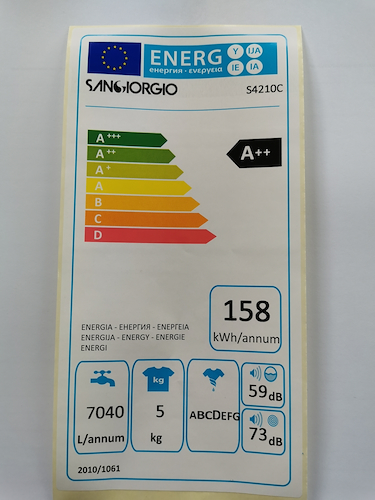 ENERG Y IJA
енергия · ενεργεια IE IA
SANGIORGIO S4210C
A+++
A++ A++
A+
A
B
C
D
158
kWh/annum
ENERGIA - ЕНЕРГИЯ - ΕΝΕΡΓΕΙΑ
ENERGIJA - ENERGY - ENERGIE
ENERGI
kg
59dB
7040 5 ABCDEFG
L/annum kg
73dB
2010/1061